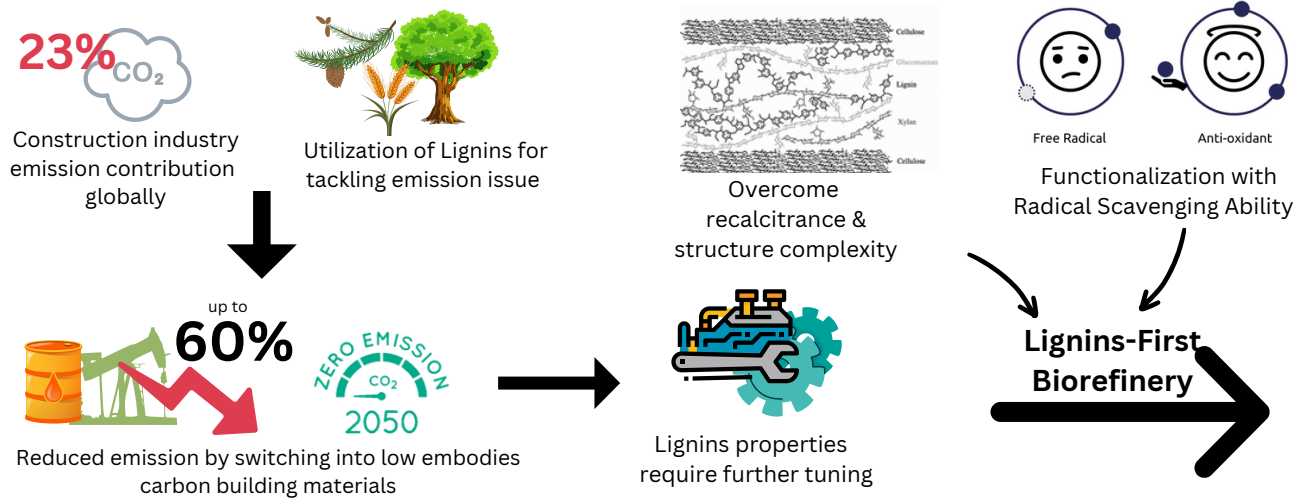 23%
CO₂
Construction industry
emission contribution
globally
Utilization of Lignins for
tackling emission issue
Cellulose
Glucomannan
Lignin
Xylan
Cellulose
Overcome
recalcitrance &
structure complexity
Free Radical
Anti-oxidant
Functionalization with
Radical Scavenging Ability
up to
60%
ZERO EMISSION
CO₂
2050
Reduced emission by switching into low embodies
carbon building materials
Lignins properties
require further tuning
Lignins-First
Biorefinery